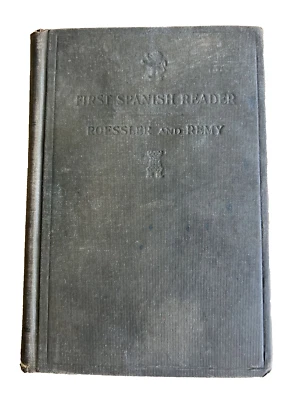 FIRST SPANISH READER
ROESSLER AND REMY